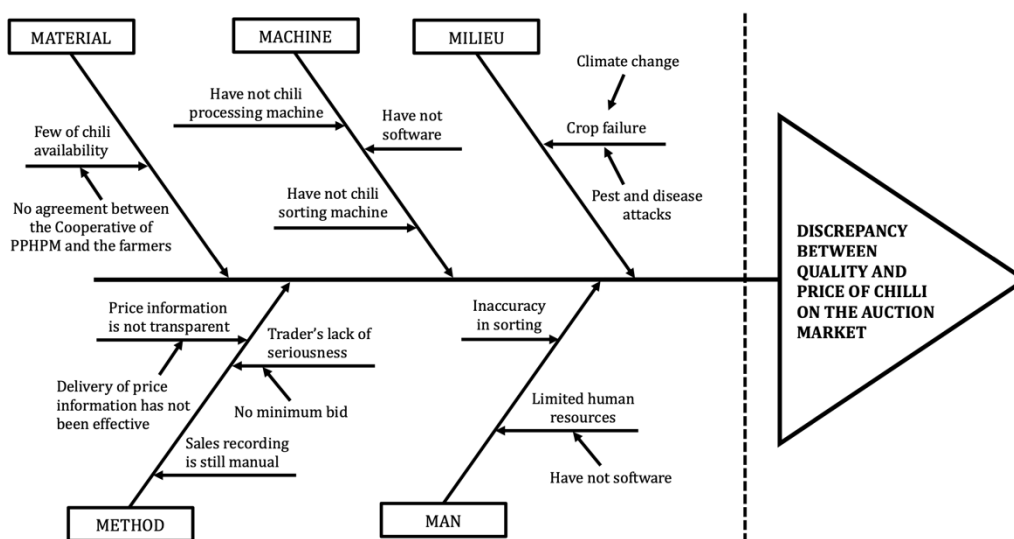 MATERIAL
MACHINE
MILIEU
Climate change
Have not chili
processing machine
Have not
software
Few of chili
availability
Crop failure
Have not chili
sorting machine
Pest and disease
attacks
No agreement between
the Cooperative of
PPHPM and the farmers
DISCREPANCY
BETWEEN
QUALITY AND
PRICE OF CHILLI
ON THE AUCTION
MARKET
Price information
is not transparent
Trader's lack of
seriousness
Inaccuracy
in sorting
Delivery of price
information has not
been effective
No minimum bid
Limited human
resources
Sales recording
is still manual
Have not software
METHOD
MAN